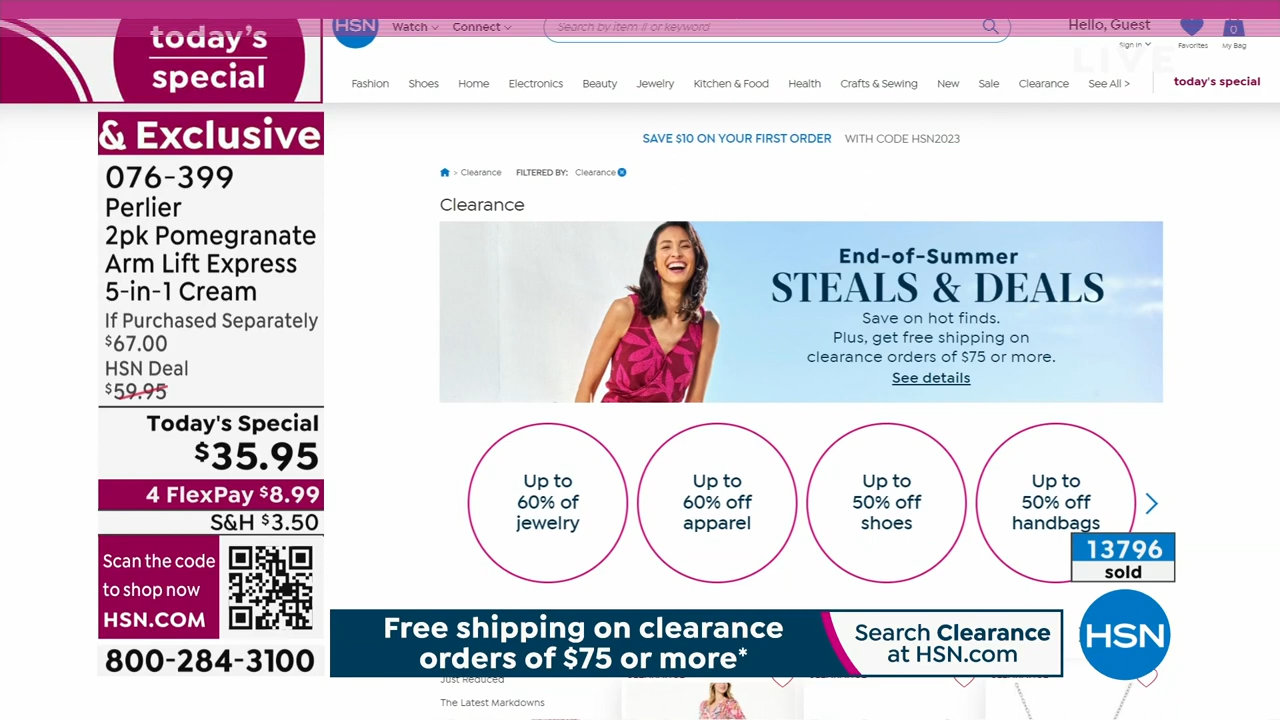 today's
special
HSN
Watch
Connect
Search by item # or keyword
Hello, Guest
Sign in
Favorites
0
My Bag
LIVE
Fashion
Shoes
Home
Electronics
Beauty
Jewelry
Kitchen & Food
Health
Crafts & Sewing
New
Sale
Clearance
See All >
today's special
& Exclusive
076-399
Perlier
2pk Pomegranate
Arm Lift Express
5-in-1 Cream
If Purchased Separately
$67.00
HSN Deal
$59.95
Today's Special
$35.95
4 FlexPay $8.99
S&H $3.50
Scan the code
to shop now
HSN.COM
800-284-3100
SAVE $10 ON YOUR FIRST ORDER WITH CODE HSN2023
> Clearance FILTERED BY: Clearance
Clearance
End-of-Summer
STEALS & DEALS
Save on hot finds.
Plus, get free shipping on
clearance orders of $75 or more.
See details
Up to
60% of
jewelry
Up to
60% off
apparel
Up to
50% off
shoes
Up to
50% off
handbags
13796
sold
Free shipping on clearance
orders of $75 or more*
Search Clearance
at HSN.com
HSN
Just Reduced
The Latest Markdowns